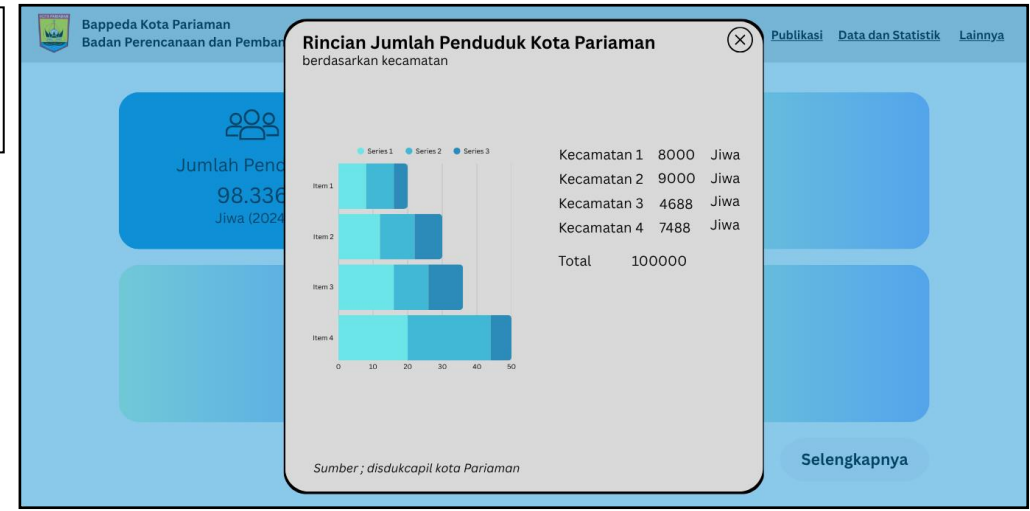 Bappeda Kota Pariaman
Badan Perencanaan dan Pemban
Publikasi Data dan Statistik Lainnya
Jumlah Pend
98.336
Jiwa (2024
Rincian Jumlah Penduduk Kota Pariaman
berdasarkan kecamatan
Series 1 Series 2 Series 3
Item 1
Item 2
Item 3
Item 4
0 10 20 30 40 50
Kecamatan 1 8000 Jiwa
Kecamatan 2 9000 Jiwa
Kecamatan 3 4688 Jiwa
Kecamatan 4 7488 Jiwa
Total 100000
Sumber ; disdukcapil kota Pariaman
Selengkapnya